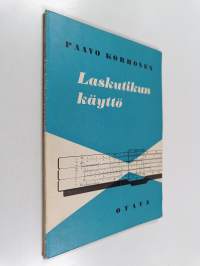 PAAVO KORHONEN
Laskutikun
käyttö
OTAVA